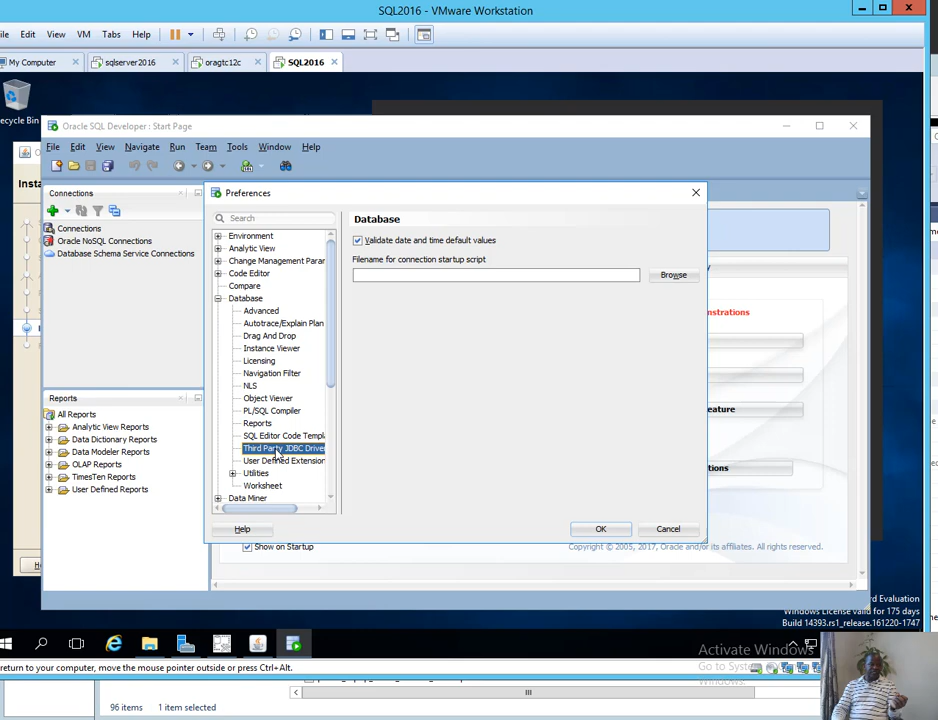 SQL2016 - VMware Workstation
ile Edit View VM Tabs Help
My Computer sqlserver2016 oragtc12c SQL2016
ecycle Bin
Oracle SQL Developer : Start Page
File Edit View Navigate Run Team Tools Window Help
Insta
Connections
Connections
Oracle NoSQL Connections
Database Schema Service Connections
Reports
All Reports
Analytic View Reports
Data Dictionary Reports
Data Modeler Reports
OLAP Reports
TimesTen Reports
User Defined Reports
Preferences
Search
Environment
Analytic View
Change Management Parar
Code Editor
Compare
Database
Advanced
Autotrace/Explain Plan
Drag And Drop
Instance Viewer
Licensing
Navigation Filter
NLS
Object Viewer
PL/SQL Compiler
Reports
SQL Editor Code Templ
Third Party JDBC Drive
User Defined Extension
Utilities
Worksheet
Data Miner
Database
Validate date and time default values
Filename for connection startup script
Browse
Help OK Cancel
nstrations
eature
tions
Show on Startup
Copyright © 2005, 2017, Oracle and/or its affiliates. All rights reserved.
rd Evaluation
Windows License valid for 175 days
Build 14393.rs1_release.161220-1747
Activate Windows
Go to System
Windows.
return to your computer, move the mouse pointer outside or press Ctrl+Alt.
96 items 1 item selected